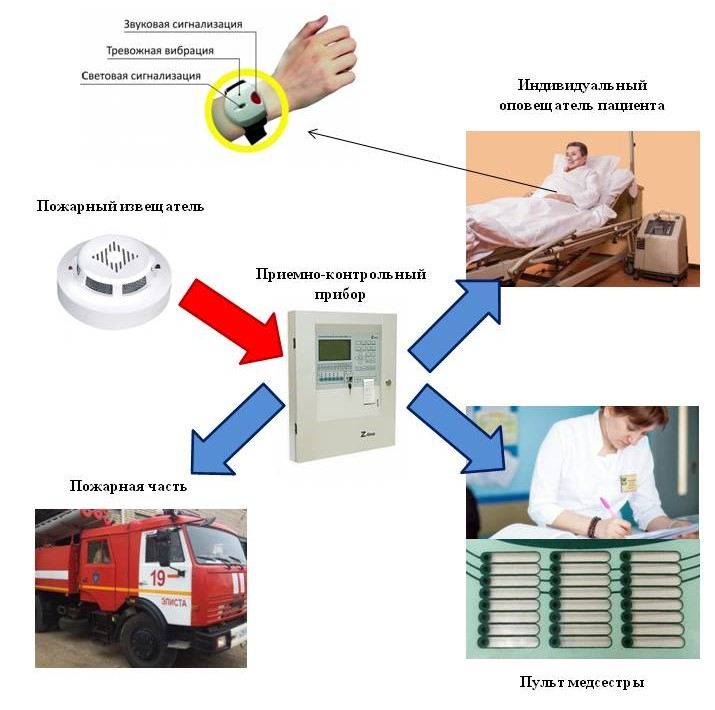 Звуковая сигнализация
Тревожная вибрация
Световая сигнализация
Индивидуальный
оповещатель пациента
Пожарный извещатель
Приемно-контрольный
прибор
Пожарная часть
19
ЭЛИСТА
Пульт медсестры